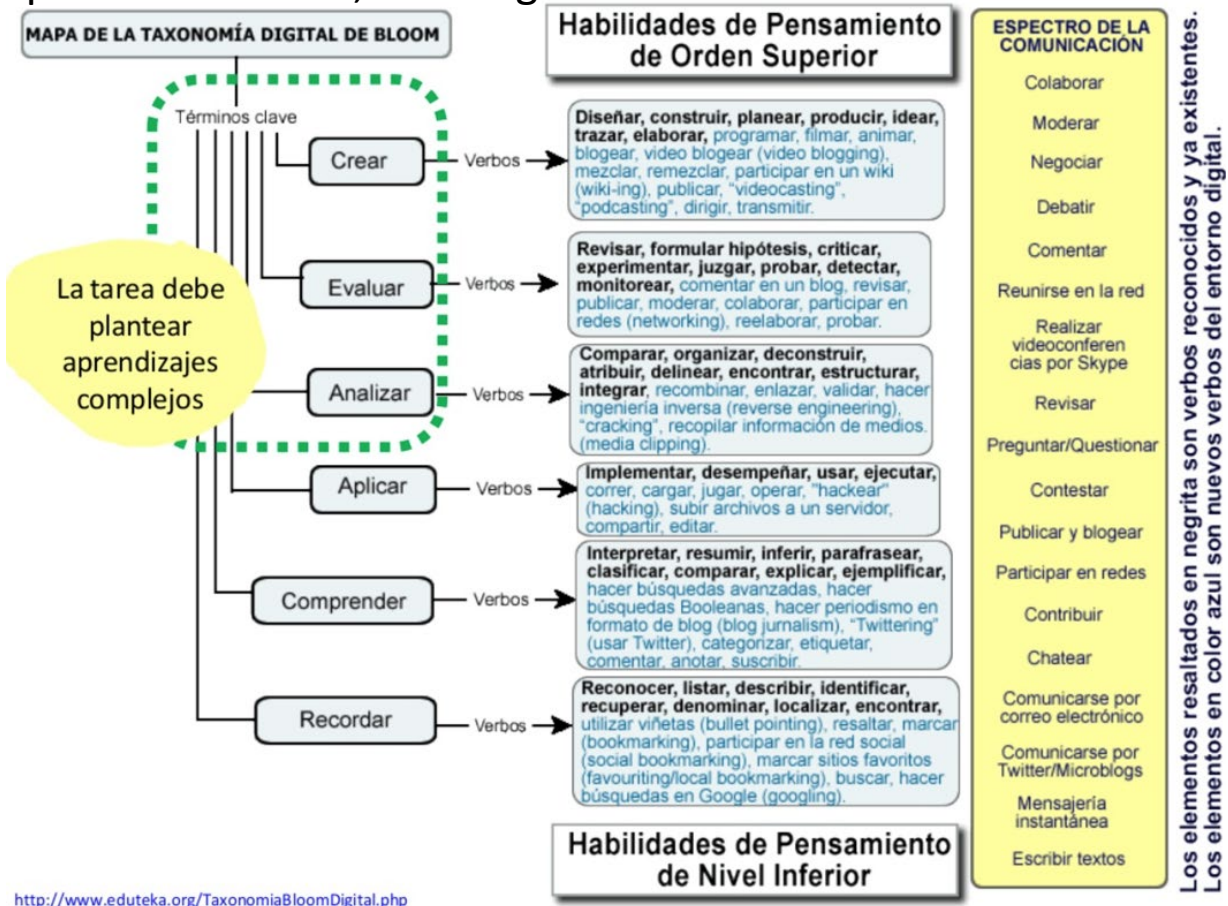 MAPA DE LA TAXONOMÍA DIGITAL DE BLOOM
Términos clave
La tarea debe
plantear
aprendizajes
complejos
Habilidades de Pensamiento
de Orden Superior
Crear
Verbos
Diseñar, construir, planear, producir, idear,
trazar, elaborar, programar, filmar, animar,
blogear, video blogear (video blogging),
mezclar, remezclar, participar en un wiki
(wiki-ing), publicar, "videocasting",
"podcasting", dirigir, transmitir.
Evaluar
Verbos
Revisar, formular hipótesis, criticar,
experimentar, juzgar, probar, detectar,
monitorear, comentar en un blog, revisar,
publicar, moderar, colaborar, participar en
redes (networking), reelaborar, probar.
Analizar
Verbos
Comparar, organizar, deconstruir,
atribuir, delinear, encontrar, estructurar,
integrar, recombinar, enlazar, validar, hacer
ingeniería inversa (reverse engineering),
"cracking", recopilar información de medios.
(media clipping).
Aplicar
Verbos
Implementar, desempeñar, usar, ejecutar,
correr, cargar, jugar, operar, "hackear"
(hacking), subir archivos a un servidor,
compartir, editar.
Comprender
Verbos
Interpretar, resumir, inferir, parafrasear,
clasificar, comparar, explicar, ejemplificar,
hacer búsquedas avanzadas, hacer
búsquedas Booleanas, hacer periodismo en
formato de blog (blog jurnalism), "Twittering"
(usar Twitter), categorizar, etiquetar,
comentar, anotar, suscribir.
Recordar
Verbos
Reconocer, listar, describir, identificar,
recuperar, denominar, localizar, encontrar,
utilizar viñetas (bullet pointing), resaltar, marcar
(bookmarking), participar en la red social
(social bookmarking), marcar sitios favoritos
(favouriting/local bookmarking), buscar, hacer
búsquedas en Google (googling).
Habilidades de Pensamiento
de Nivel Inferior
ESPECTRO DE LA
COMUNICACIÓN
Colaborar
Moderar
Negociar
Debatir
Comentar
Reunirse en la red
Realizar
videoconferen
cias por Skype
Revisar
Preguntar/Questionar
Contestar
Publicar y blogear
Participar en redes
Contribuir
Chatear
Comunicarse por
correo electrónico
Comunicarse por
Twitter/Microblogs
Mensajería
instantánea
Escribir textos
Los elementos resaltados en negrita son verbos reconocidos y ya existentes.
Los elementos en color azul son nuevos verbos del entorno digital.
http://www.eduteka.org/TaxonomiaBloomDigital.php